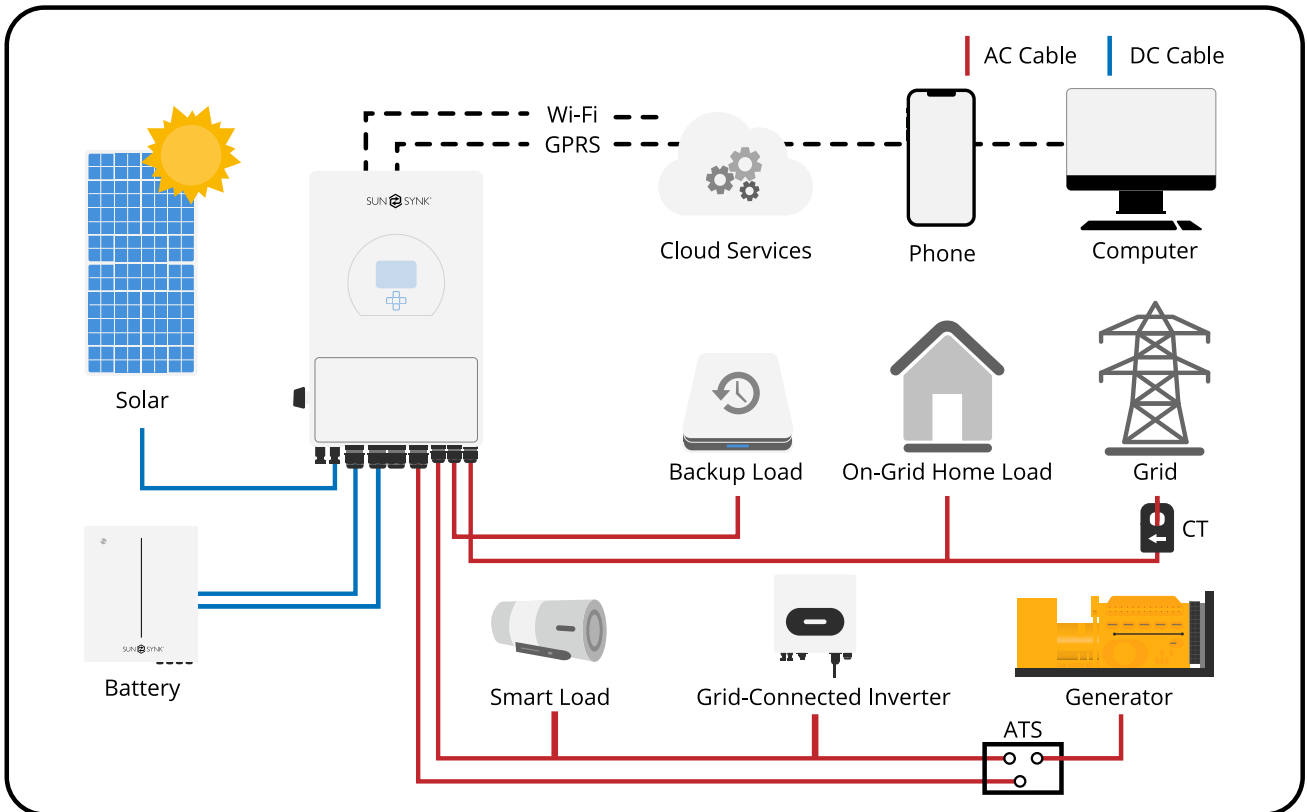 AC Cable
DC Cable
Wi-Fi
GPRS
SUN SYNK
Cloud Services
Phone
Computer
Solar
Backup Load
On-Grid Home Load
Grid
CT
SUN SYNK
Battery
Smart Load
Grid-Connected Inverter
Generator
ATS